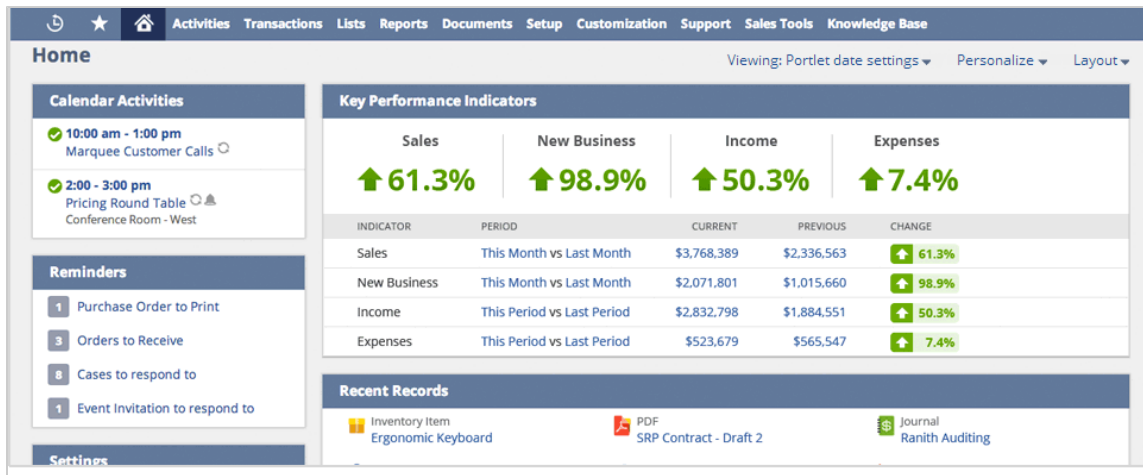 Activities Transactions Lists Reports Documents Setup Customization Support Sales Tools Knowledge Base
Home
Viewing: Portlet date settings Personalize Layout
Calendar Activities
10:00 am - 1:00 pm
Marquee Customer Calls
2:00 - 3:00 pm
Pricing Round Table
Conference Room - West
Reminders
1 Purchase Order to Print
3 Orders to Receive
8 Cases to respond to
1 Event Invitation to respond to
Settings
Key Performance Indicators
Sales New Business Income Expenses
61.3% 98.9% 50.3% 7.4%
INDICATOR PERIOD CURRENT PREVIOUS CHANGE
Sales This Month vs Last Month $3,768,389 $2,336,563 61.3%
New Business This Month vs Last Month $2,071,801 $1,015,660 98.9%
Income This Period vs Last Period $2,832,798 $1,884,551 50.3%
Expenses This Period vs Last Period $523,679 $565,547 7.4%
Recent Records
Inventory Item PDF Journal
Ergonomic Keyboard SRP Contract - Draft 2 Ranith Auditing